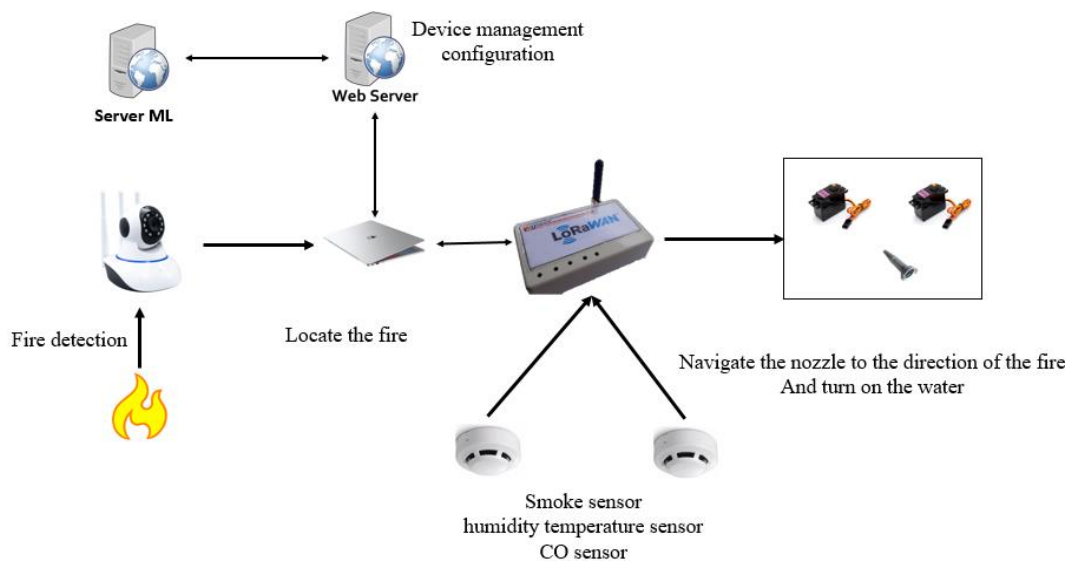 Device management
configuration
Web Server
Server ML
LoRaWAN
Fire detection
Locate the fire
Navigate the nozzle to the direction of the fire
And turn on the water
Smoke sensor
humidity temperature sensor
CO sensor